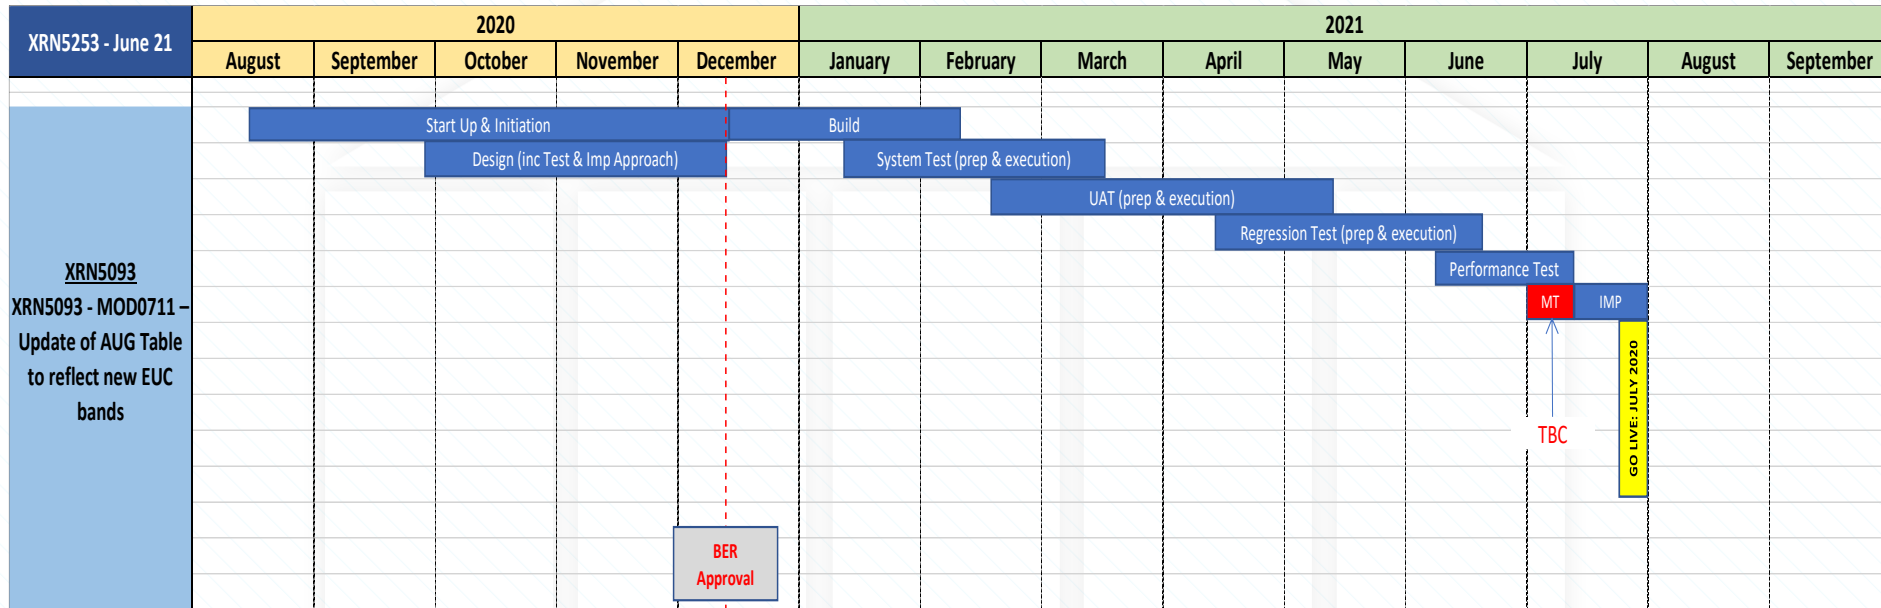 XRN5253 - June 21
2020
2021
August
September
October
November
December
January
February
March
April
May
June
July
August
September
Start Up & Initiation
Build
Design (inc Test & Imp Approach)
System Test (prep & execution)
UAT (prep & execution)
Regression Test (prep & execution)
Performance Test
MT
IMP
XRN5093
XRN5093 - MOD0711 –
Update of AUG Table
to reflect new EUC
bands
GO LIVE: JULY 2020
TBC
BER
Approval